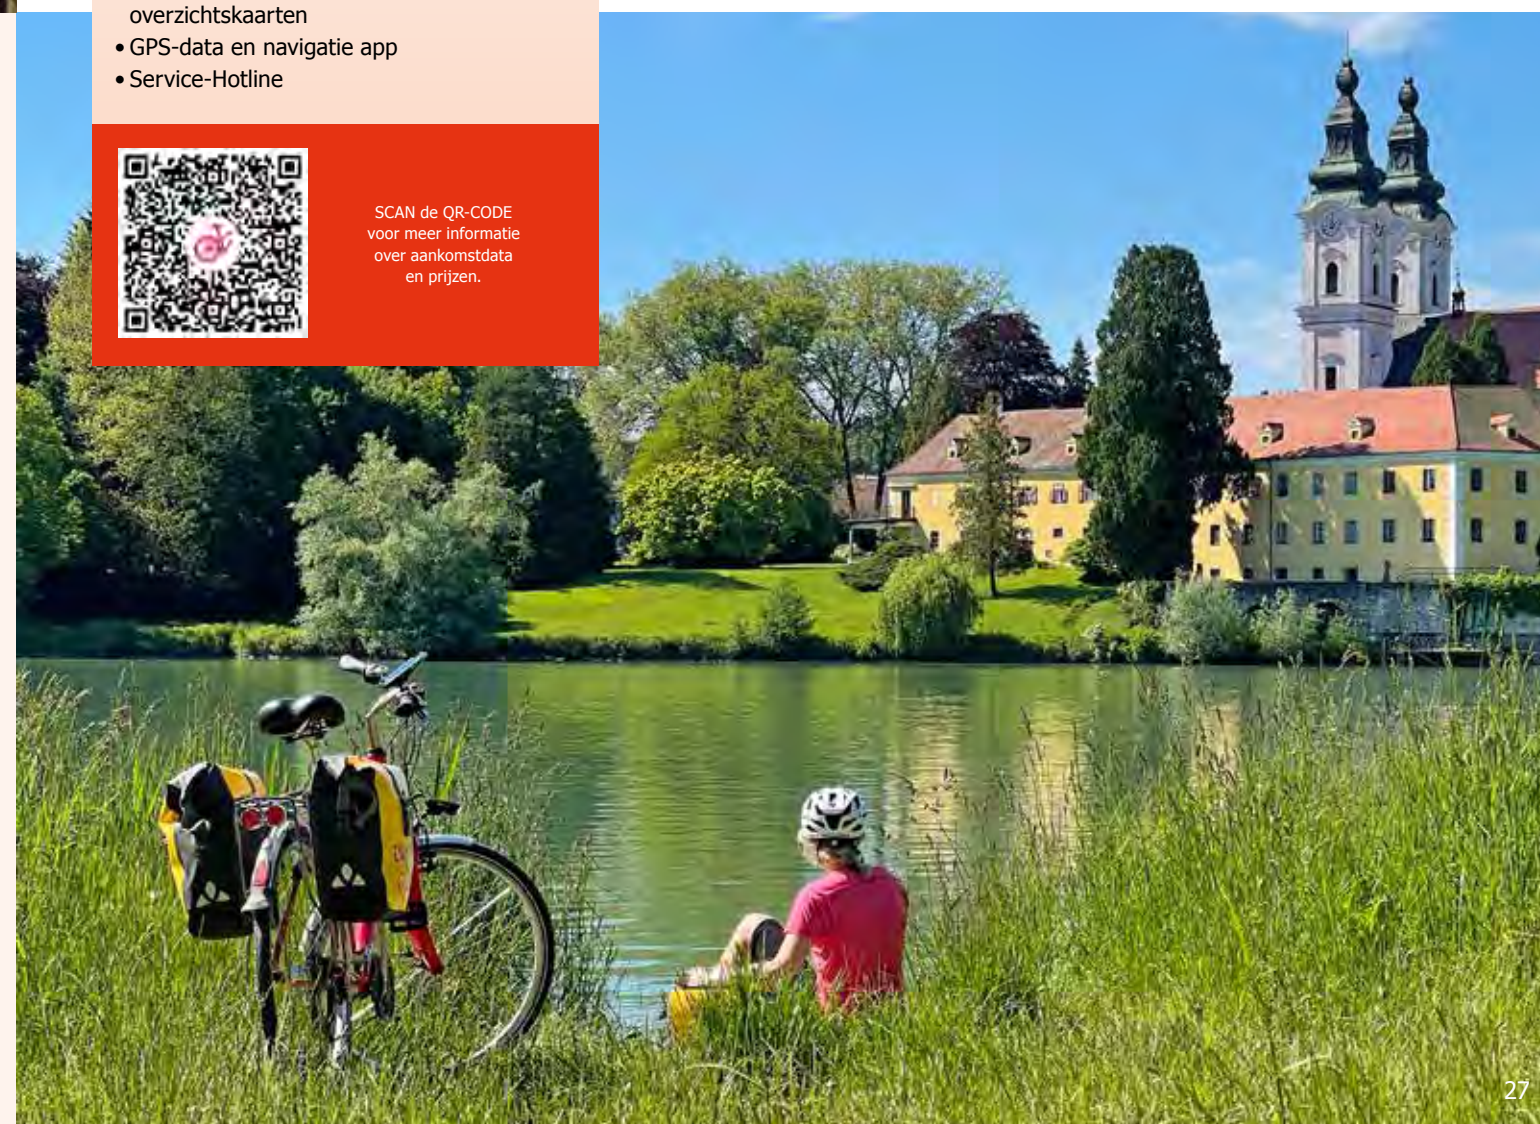 overzichtskaarten
• GPS-data en navigatie app
• Service-Hotline
SCAN de QR-CODE
voor meer informatie
over aankomstdata
en prijzen.
27